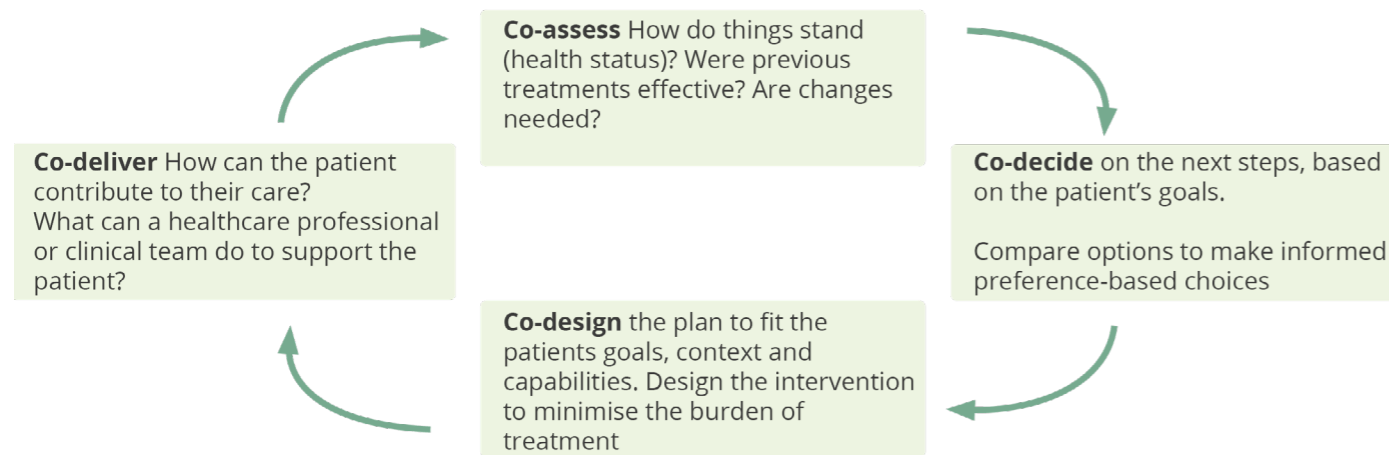 Co-assess How do things stand
(health status)? Were previous
treatments effective? Are changes
needed?
Co-decide on the next steps, based
on the patient’s goals.
Compare options to make informed
preference-based choices
Co-design the plan to fit the
patients goals, context and
capabilities. Design the intervention
to minimise the burden of
treatment
Co-deliver How can the patient
contribute to their care?
What can a healthcare professional
or clinical team do to support the
patient?